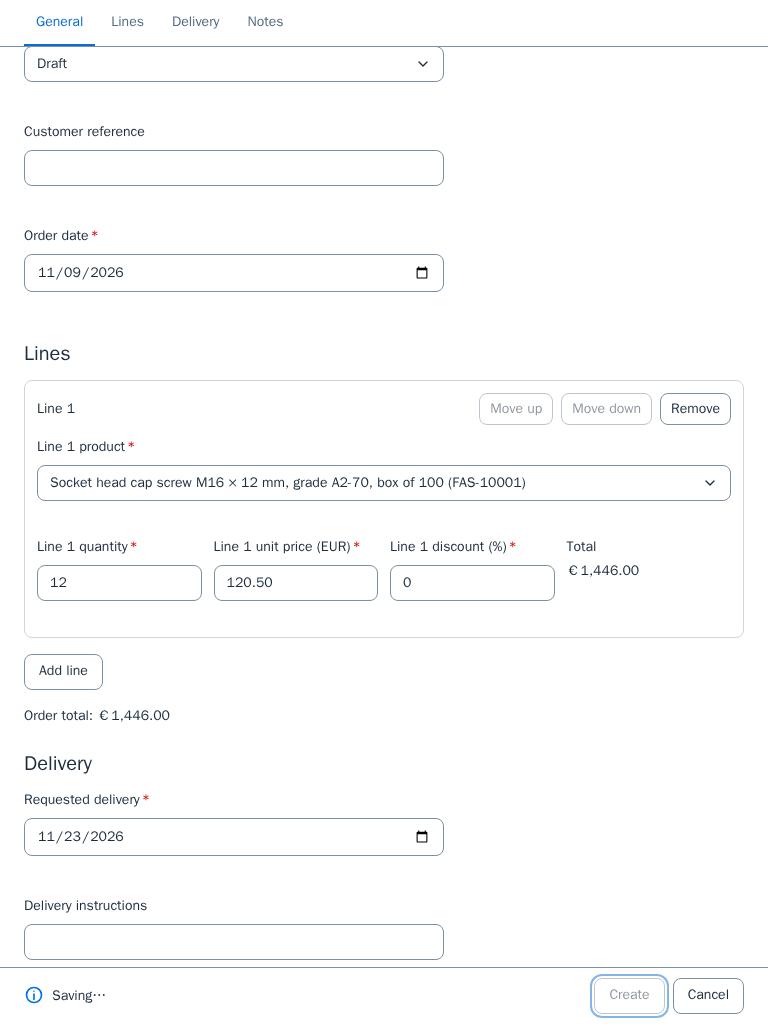 General Lines Delivery Notes
Draft
Customer reference
Order date *
11/09/2026
Lines
Line 1 Move up Move down Remove
Line 1 product *
Socket head cap screw M16 × 12 mm, grade A2-70, box of 100 (FAS-10001)
Line 1 quantity * Line 1 unit price (EUR) * Line 1 discount (%) * Total
12 120.50 0 € 1,446.00
Add line
Order total: € 1,446.00
Delivery
Requested delivery *
11/23/2026
Delivery instructions
Saving… Create Cancel